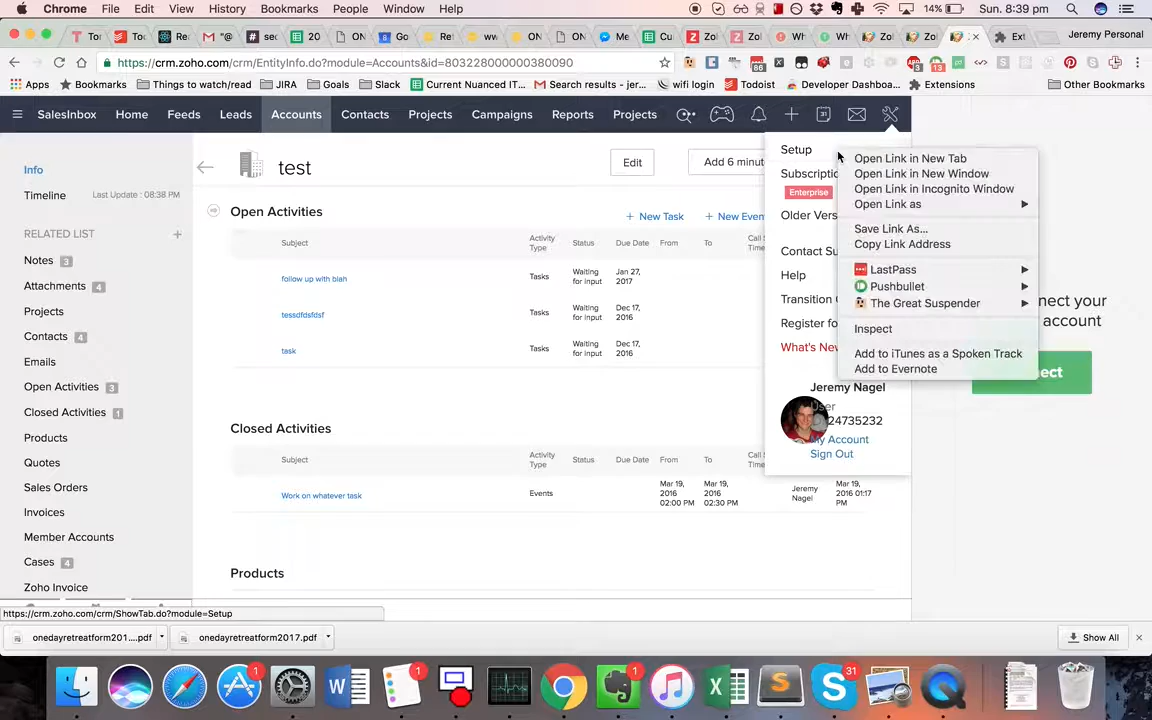 Chrome File Edit View History Bookmarks People Window Help
14% Sun. 8:39 pm
Jeremy Personal
https://crm.zoho.com/crm/EntityInfo.do?module=Accounts&id=803228000000380090
Apps Bookmarks Things to watch/read JIRA Goals Slack Current Nuanced IT... Search results - je... wifi login Todoist Developer Dashboa... Extensions Other Bookmarks
SalesInbox Home Feeds Leads Accounts Contacts Projects Campaigns Reports Projects
Info
Timeline Last Update : 08:38 PM
RELATED LIST
Notes 3
Attachments 4
Projects
Contacts 4
Emails
Open Activities 3
Closed Activities 1
Products
Quotes
Sales Orders
Invoices
Member Accounts
Cases 4
Zoho Invoice
test
Edit
Add 6 minut
Open Activities
+ New Task + New Even
Subject Activity Type Status Due Date From To Call S Time
follow up with blah Tasks Waiting for input Jan 27, 2017
tessdfdsfdsf Tasks Waiting for input Dec 17, 2016
task Tasks Waiting for input Dec 17, 2016
Closed Activities
Subject Activity Type Status Due Date From To Call S Time
Work on whatever task Events Mar 19, 2016 02:00 PM Mar 19, 2016 02:30 PM Jeremy Nagel Mar 19, 2016 01:17 PM
Products
Setup
Subscriptio
Enterprise
Older Vers
Contact Su
Help
Transition
Register fo
What's New
Jeremy Nagel
User
24735232
My Account
Sign Out
Open Link in New Tab
Open Link in New Window
Open Link in Incognito Window
Open Link as
Save Link As...
Copy Link Address
LastPass
Pushbullet
The Great Suspender
Inspect
Add to iTunes as a Spoken Track
Add to Evernote
nect your
account
ect
https://crm.zoho.com/crm/ShowTab.do?module=Setup
onedayretreatform201....pdf onedayretreatform2017.pdf Show All